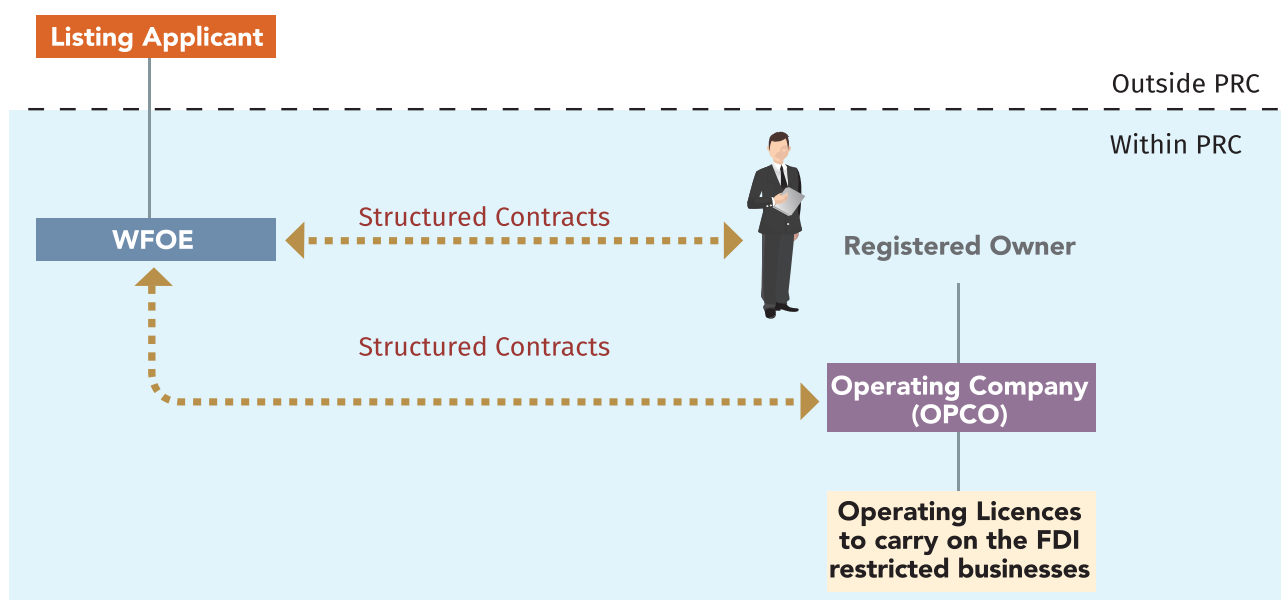 Listing Applicant
Outside PRC
Within PRC
Structured Contracts
WFOE
Registered Owner
Structured Contracts
Operating Company
(OPCO)
Operating Licences
to carry on the FDI
restricted businesses